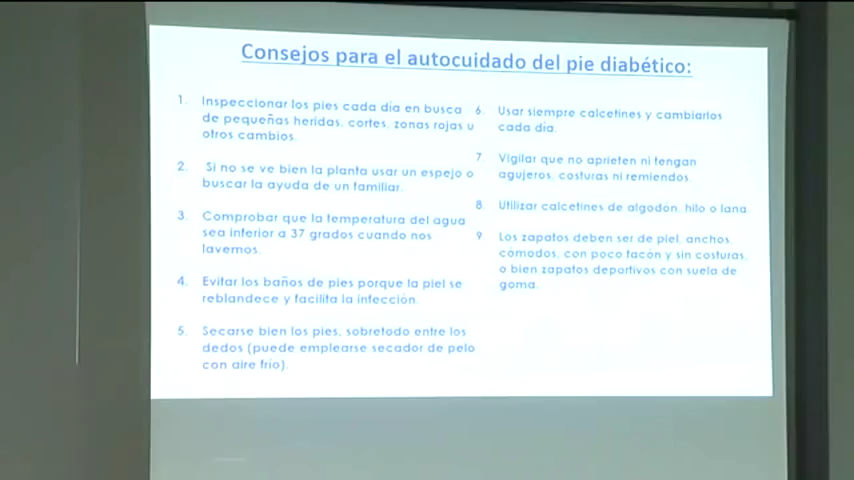 Consejos para el autocuidado del pie diabético:
1. Inspeccionar los pies cada día en busca
de pequeñas heridas, cortes, zonas rojas u
otros cambios.
2. Si no se ve bien la planta usar un espejo o
buscar la ayuda de un familiar.
3. Comprobar que la temperatura del agua
sea inferior a 37 grados cuando nos
lavemos.
4. Evitar los baños de pies porque la piel se
reblandece y facilita la infección.
5. Secarse bien los pies, sobretodo entre los
dedos (puede emplearse secador de pelo
con aire frío).
6. Usar siempre calcetines y cambiarlos
cada día.
7. Vigilar que no aprieten ni tengan
agujeros, costuras ni remiendos.
8. Utilizar calcetines de algodón, hilo o lana.
9. Los zapatos deben ser de piel, anchos,
cómodos, con poco tacón y sin costuras,
o bien zapatos deportivos con suela de
goma.